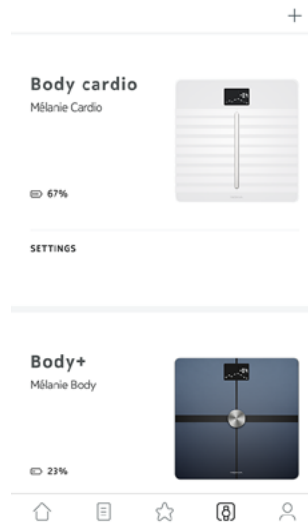 Body cardio
Mélanie Cardio
67%
SETTINGS
Body+
Mélanie Body
23%